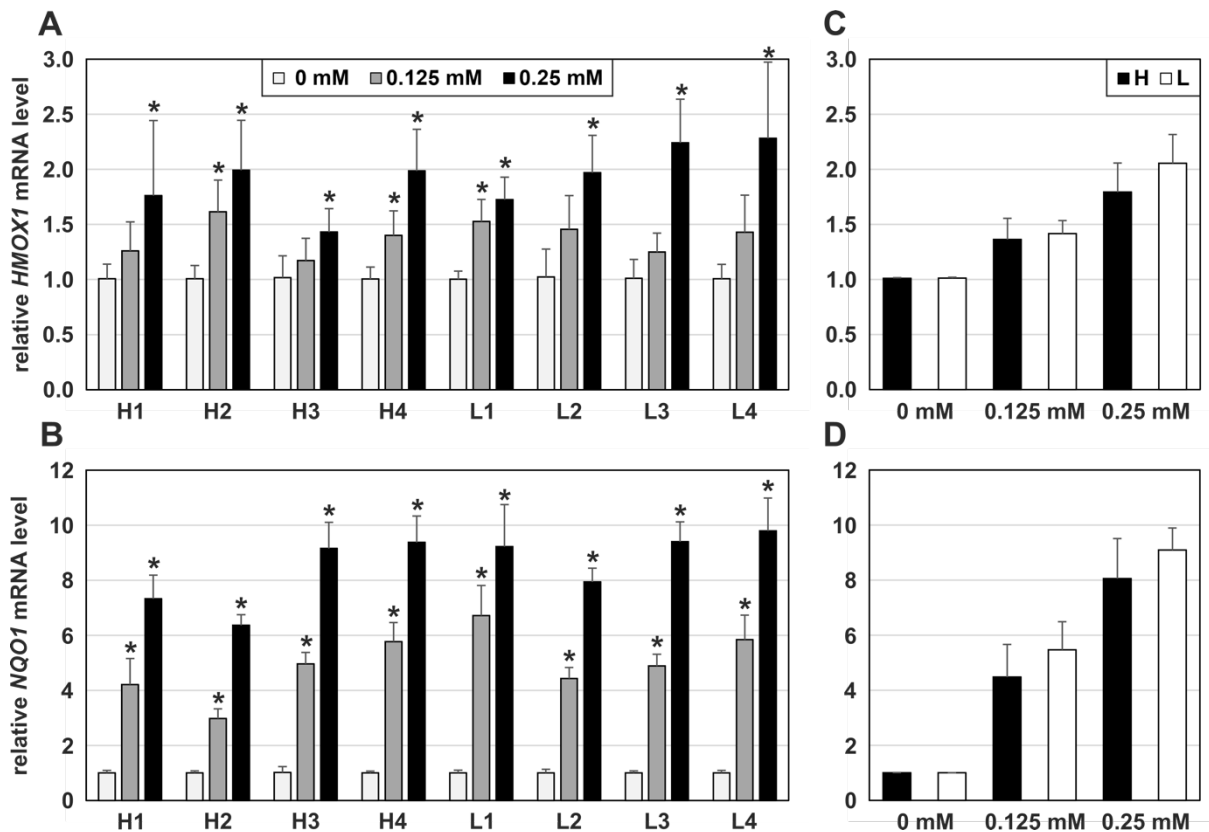 A
relative HMOX1 mRNA level
3.0
2.5
2.0
1.5
1.0
0.5
0.0
0 mM 0.125 mM 0.25 mM
* * * * * * * * * * *
H1 H2 H3 H4 L1 L2 L3 L4
C
3.0
2.5
2.0
1.5
1.0
0.5
0.0
H L
0 mM 0.125 mM 0.25 mM
B
relative NQO1 mRNA level
12
10
8
6
4
2
0
* * * * * * * * * * * * * * * *
H1 H2 H3 H4 L1 L2 L3 L4
D
12
10
8
6
4
2
0
0 mM 0.125 mM 0.25 mM